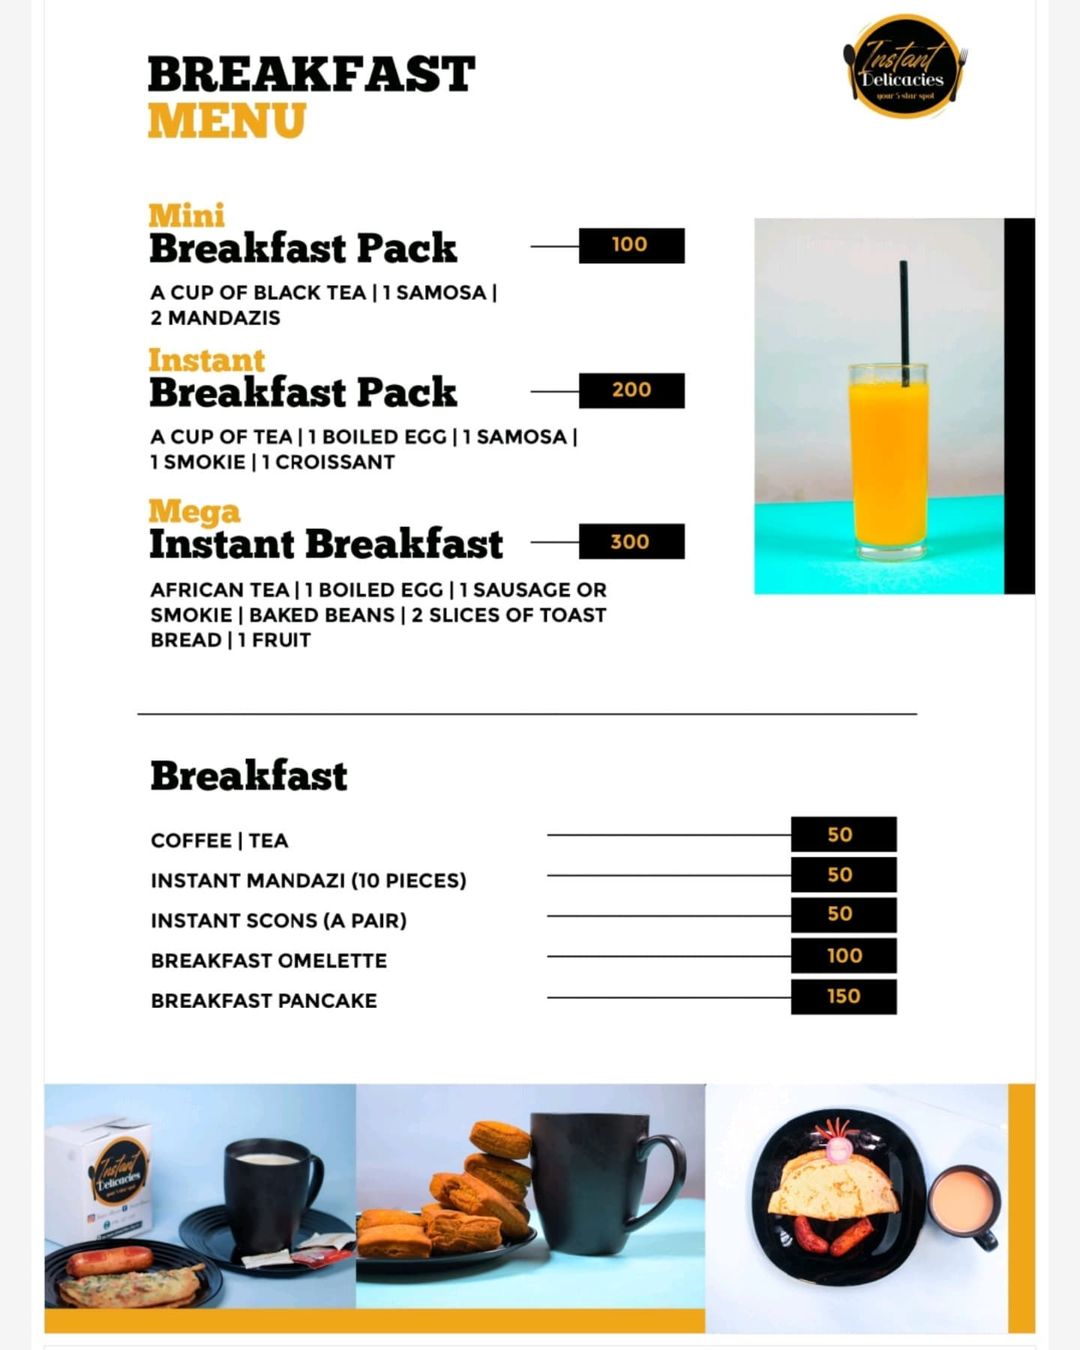 BREAKFAST
MENU
Instant
Delicacies
your 5 star spot
Mini
Breakfast Pack
100
A CUP OF BLACK TEA | 1 SAMOSA |
2 MANDAZIS
Instant
Breakfast Pack
200
A CUP OF TEA | 1 BOILED EGG | 1 SAMOSA |
1 SMOKIE | 1 CROISSANT
Mega
Instant Breakfast
300
AFRICAN TEA | 1 BOILED EGG | 1 SAUSAGE OR
SMOKIE | BAKED BEANS | 2 SLICES OF TOAST
BREAD | 1 FRUIT
Breakfast
COFFEE | TEA 50
INSTANT MANDAZI (10 PIECES) 50
INSTANT SCONS (A PAIR) 50
BREAKFAST OMELETTE 100
BREAKFAST PANCAKE 150
Instant
Delicacies